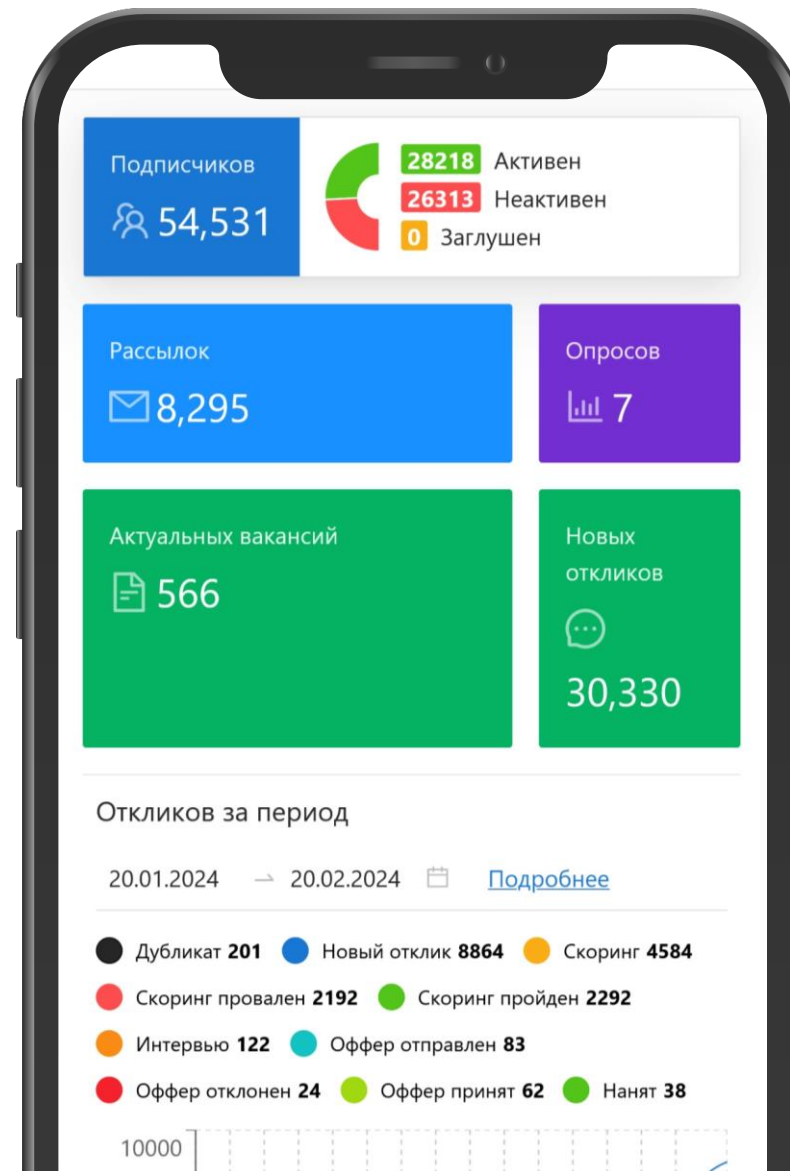 Подписчиков
54,531
28218 Активен
26313 Неактивен
0 Заглушен
Рассылок
8,295
Опросов
7
Актуальных вакансий
566
Новых
откликов
30,330
Откликов за период
20.01.2024 → 20.02.2024 Подробнее
Дубликат 201 Новый отклик 8864 Скоринг 4584
Скоринг провален 2192 Скоринг пройден 2292
Интервью 122 Оффер отправлен 83
Оффер отклонен 24 Оффер принят 62 Нанят 38
10000